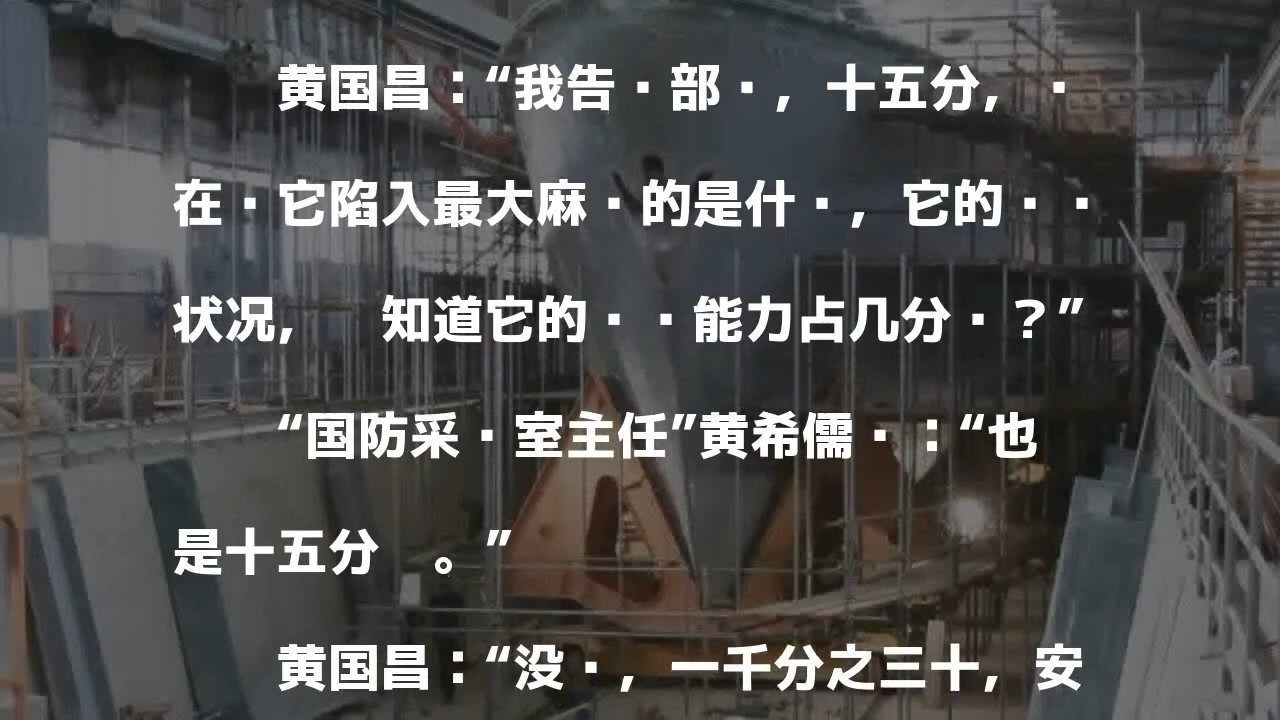 黄国昌：“我告·部·，十五分，·
在·它陷入最大麻·的是什·，它的··
状况，　知道它的··能力占几分·？”
“国防采·室主任”黄希儒·：“也
是十五分　。”
黄国昌：“没·，一千分之三十，安